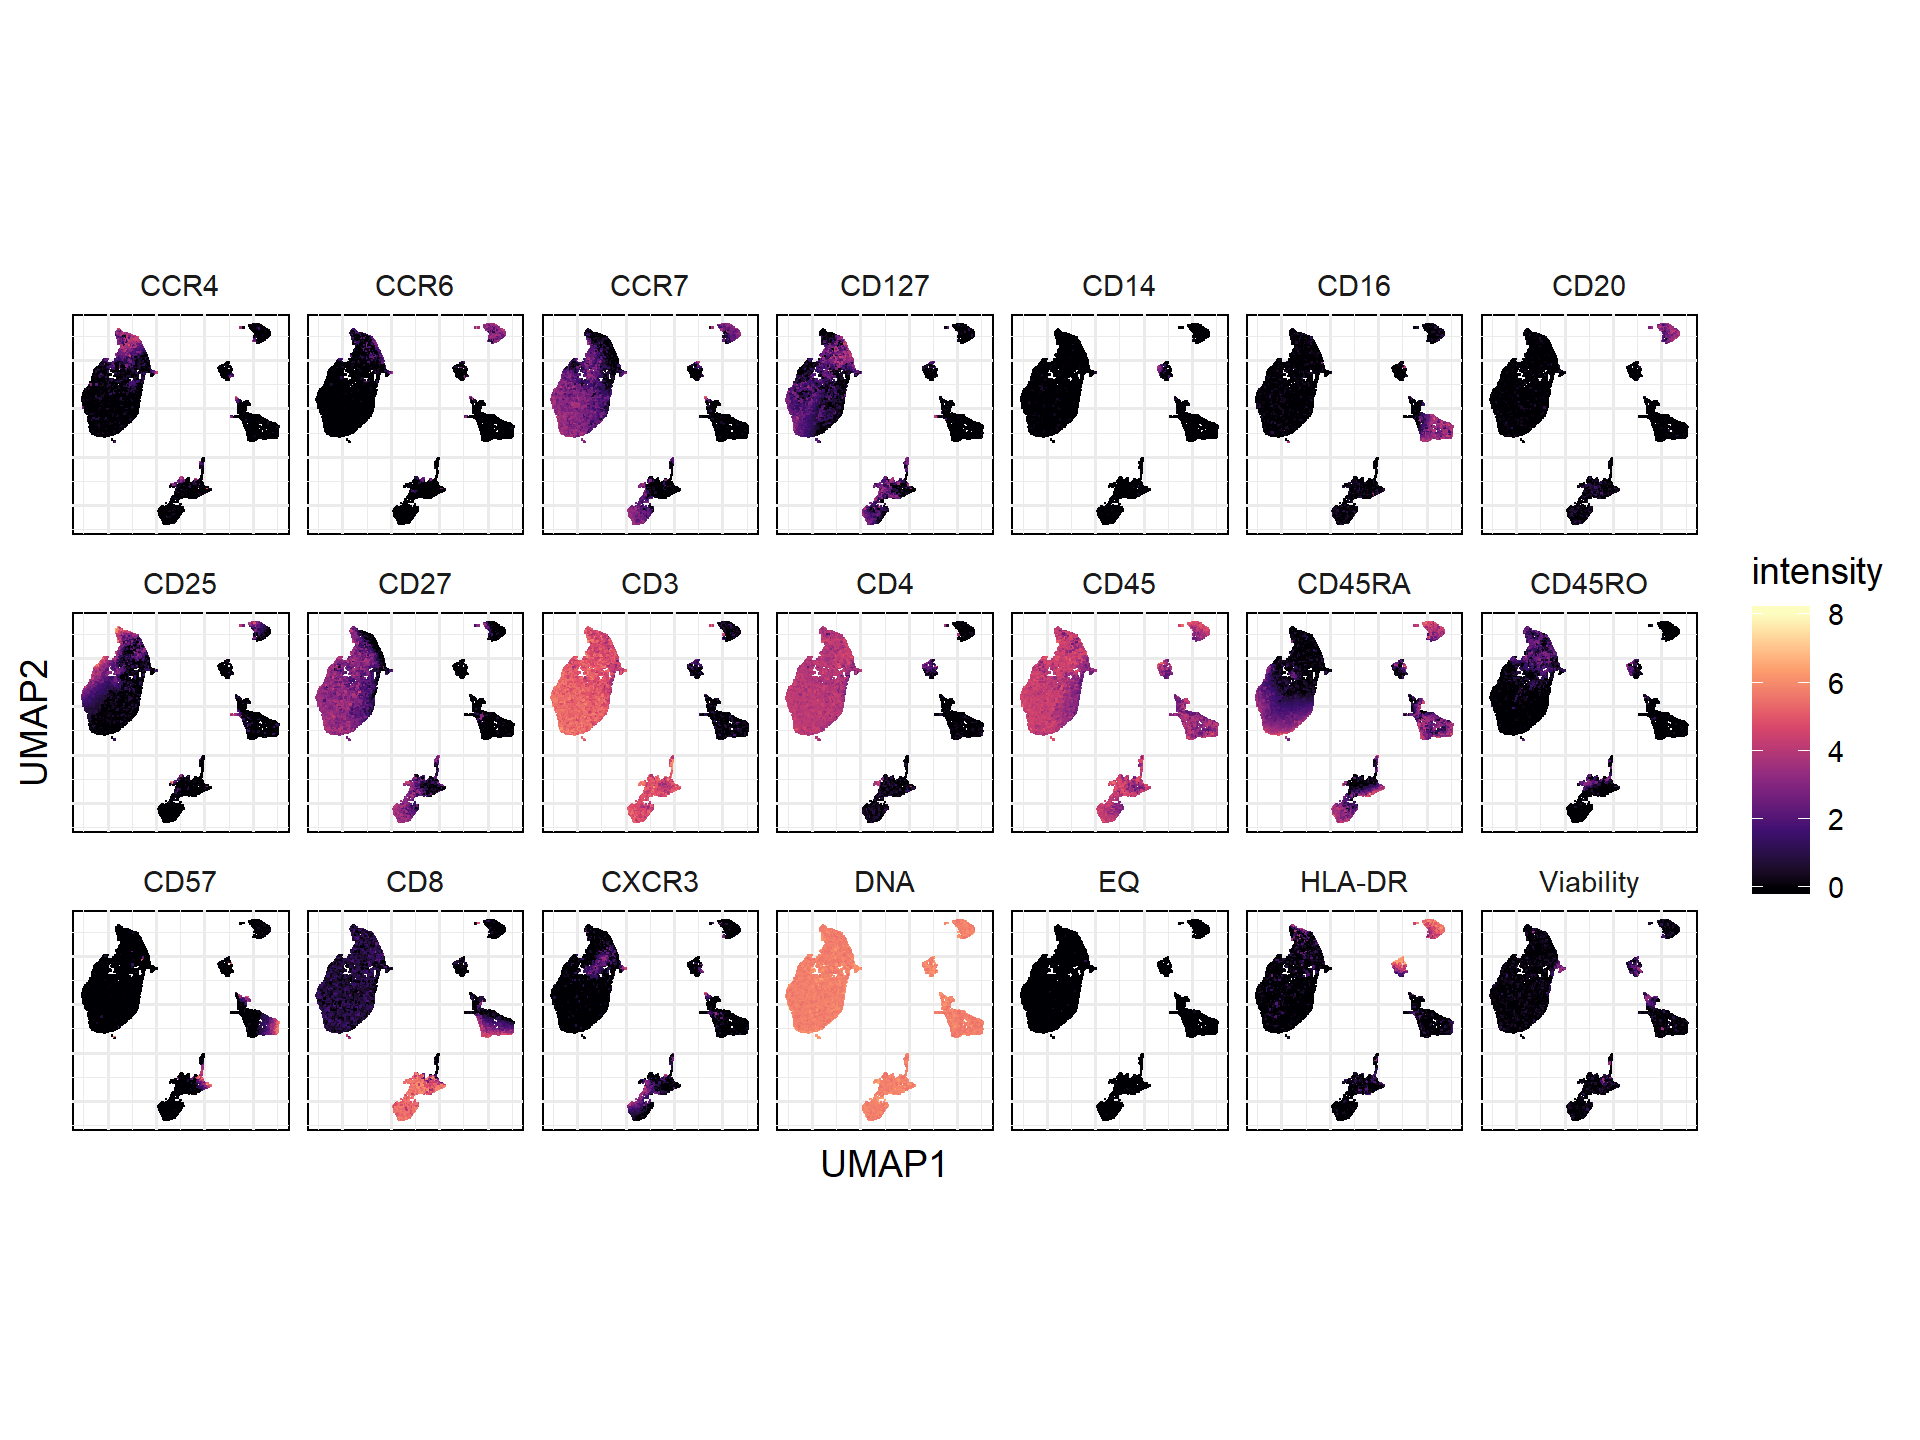 CCR4 CCR6 CCR7 CD127 CD14 CD16 CD20
CD25 CD27 CD3 CD4 CD45 CD45RA CD45RO
CD57 CD8 CXCR3 DNA EQ HLA-DR Viability
UMAP2
UMAP1
intensity
8
6
4
2
0